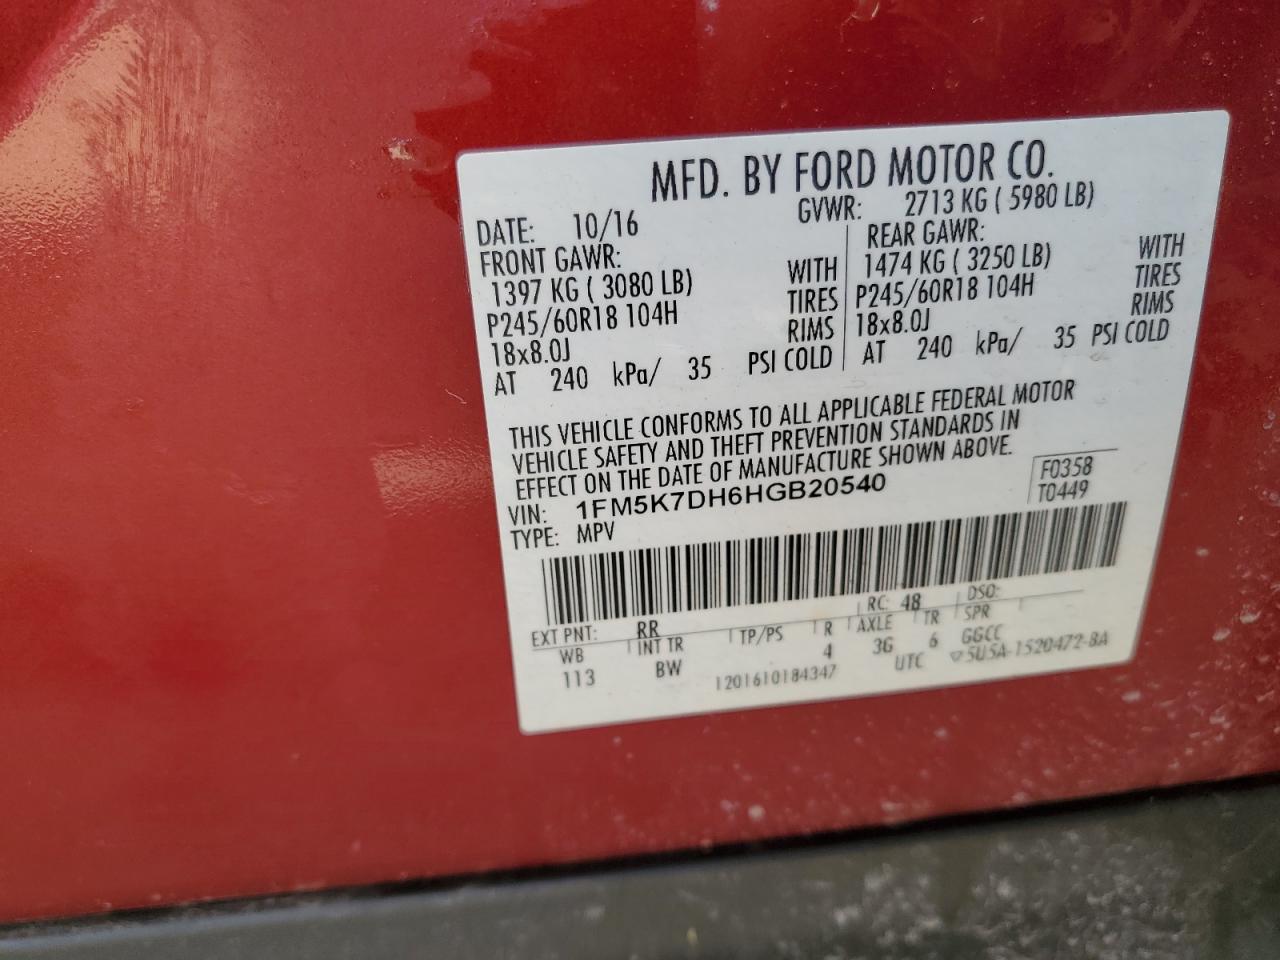 MFD. BY FORD MOTOR CO.
DATE: 10/16 GVWR: 2713 KG ( 5980 LB)
FRONT GAWR:
1397 KG ( 3080 LB) WITH
P245/60R18 104H TIRES
18x8.0J RIMS
AT 240 kPa/ 35 PSI COLD
REAR GAWR:
1474 KG ( 3250 LB) WITH
P245/60R18 104H TIRES
18x8.0J RIMS
AT 240 kPa/ 35 PSI COLD
THIS VEHICLE CONFORMS TO ALL APPLICABLE FEDERAL MOTOR
VEHICLE SAFETY AND THEFT PREVENTION STANDARDS IN
EFFECT ON THE DATE OF MANUFACTURE SHOWN ABOVE.
F0358
T0449
VIN: 1FM5K7DH6HGB20540
TYPE: MPV
EXT PNT: RR RC: 48 DSO:
WB INT TR TP/PS R AXLE TR SPR
113 BW 4 3G 6 GGCC
1201610184347 UTC 5U5A-1520472-BA